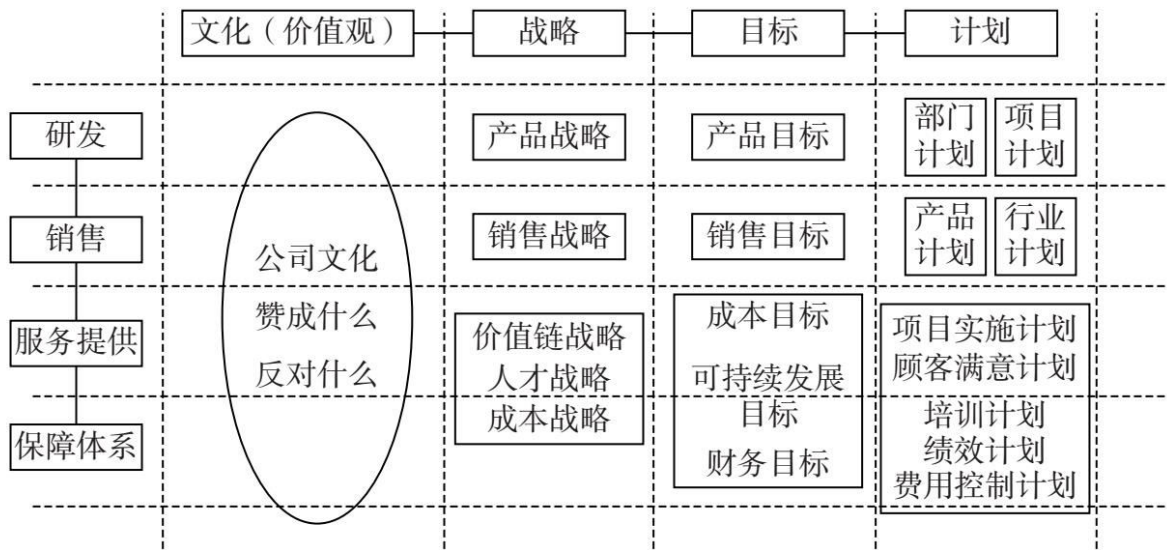 文化（价值观）
战略
目标
计划
研发
产品战略
产品目标
部门
计划
项目
计划
销售
公司文化
赞成什么
反对什么
销售战略
销售目标
产品
计划
行业
计划
服务提供
价值链战略
人才战略
成本战略
成本目标
可持续发展
目标
财务目标
项目实施计划
顾客满意计划
培训计划
绩效计划
费用控制计划
保障体系